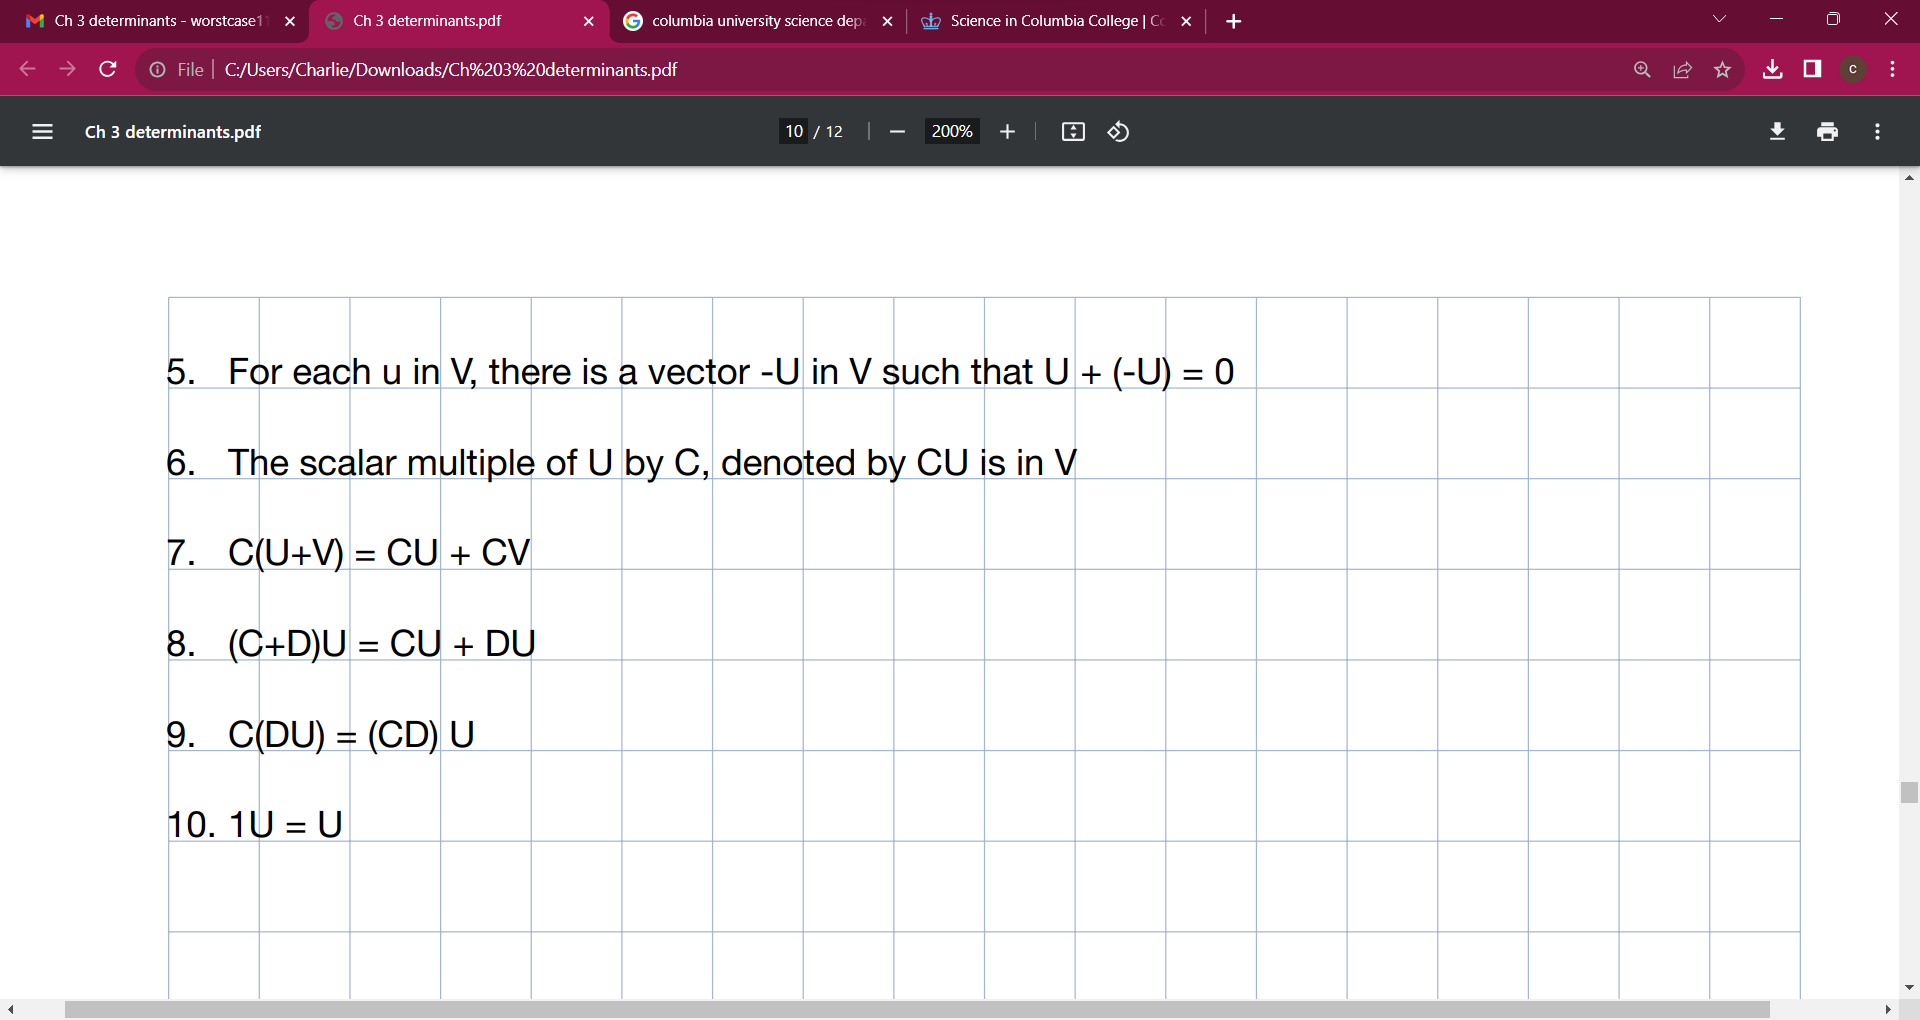 Ch 3 determinants - worstcase11
Ch 3 determinants.pdf
columbia university science depa
Science in Columbia College | Co
File
C:/Users/Charlie/Downloads/Ch%203%20determinants.pdf
c
Ch 3 determinants.pdf
10 / 12
200%
5. For each u in V, there is a vector -U in V such that U + (-U) = 0
6. The scalar multiple of U by C, denoted by CU is in V
7. C(U+V) = CU + CV
8. (C+D)U = CU + DU
9. C(DU) = (CD) U
10. 1U = U